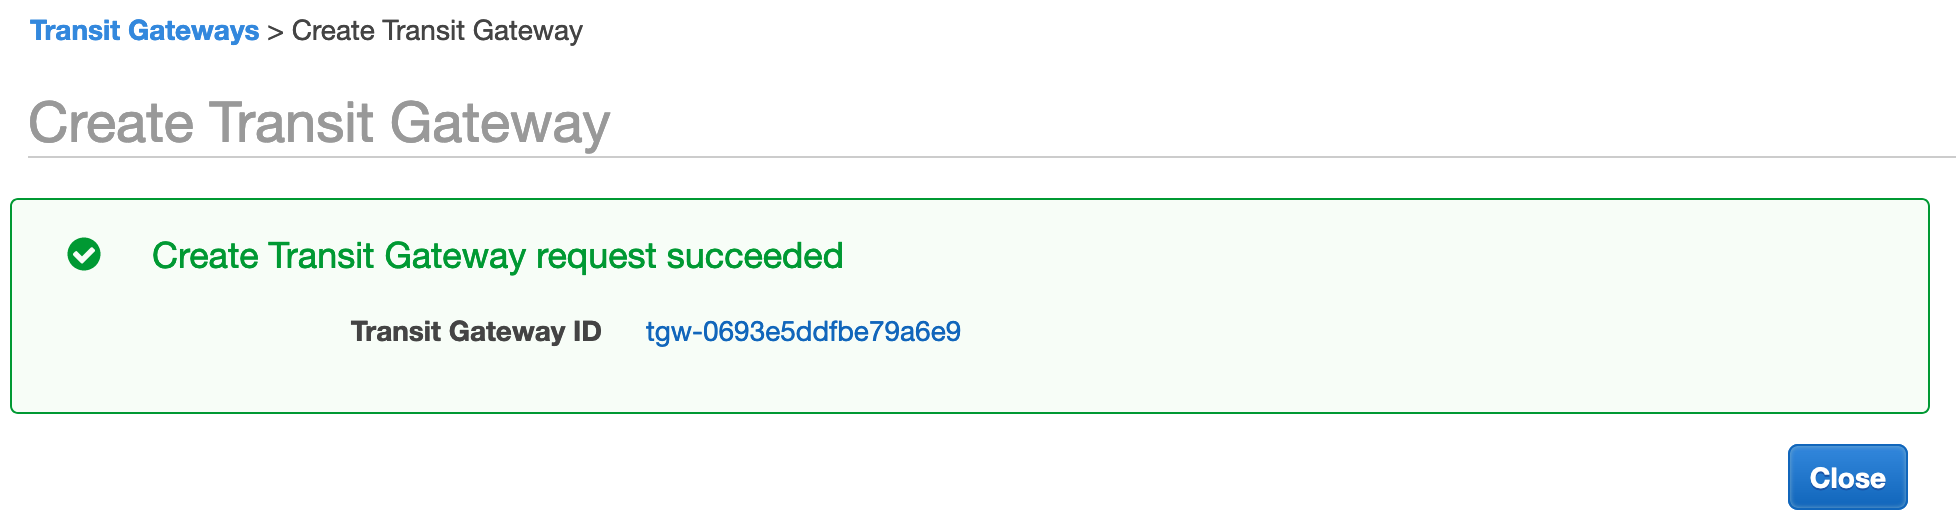 Transit Gateways > Create Transit Gateway
Create Transit Gateway
Create Transit Gateway request succeeded
Transit Gateway ID tgw-0693e5ddfbe79a6e9
Close